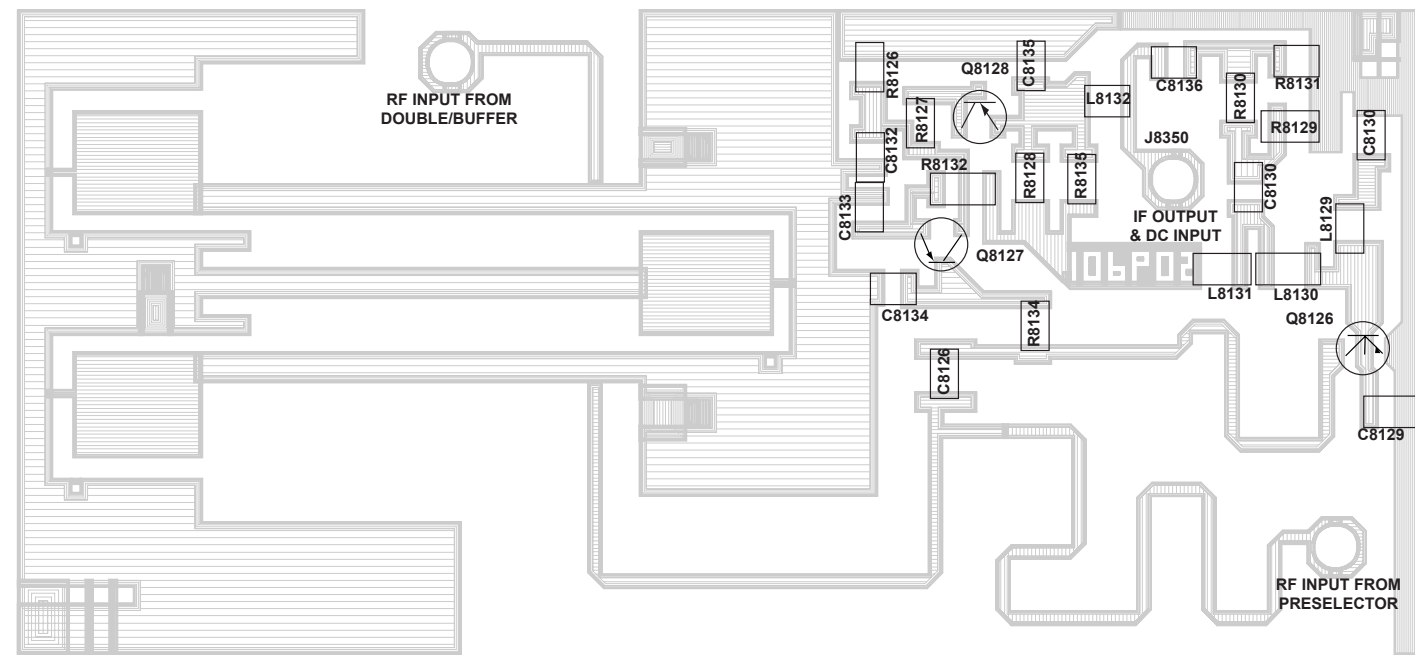 RF INPUT FROM
DOUBLE/BUFFER
R8126
Q8128
C8135
C8136
R8131
R8130
L8132
R8127
R8129
C8130
J8350
C8132
R8132
R8128
R8135
C8130
C8133
L8129
IF OUTPUT
& DC INPUT
Q8127
L8131
L8130
C8134
R8134
Q8126
C8126
C8129
RF INPUT FROM
PRESELECTOR